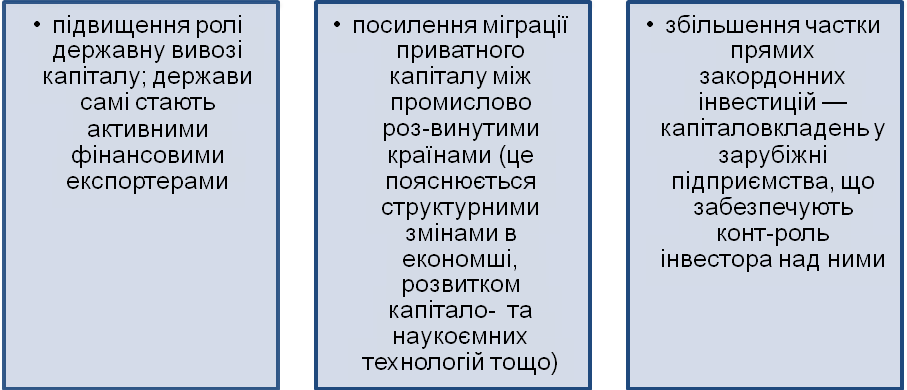 • підвищення ролі
державну вивозі
капіталу; держави
самі стають
активними
фінансовими
експортерами
• посилення міграції
приватного
капіталу між
промислово
роз-винутими
країнами (це
пояснюється
структурними
змінами в
економші,
розвитком
капітало- та
наукоємних
технологій тощо)
• збільшення частки
прямих
закордонних
інвестицій —
капіталовкладень у
зарубіжні
підприємства, що
забезпечують
конт-роль
інвестора над ними